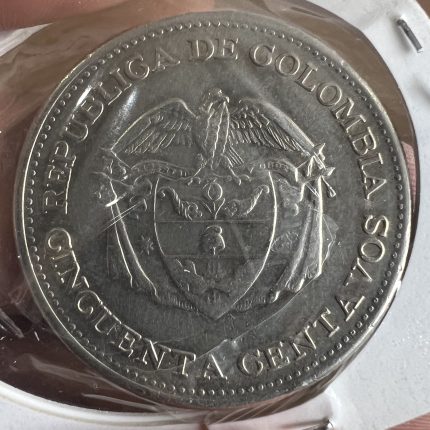 REPUBLICA DE COLOMBIA
CINCUENTA CENTAVOS